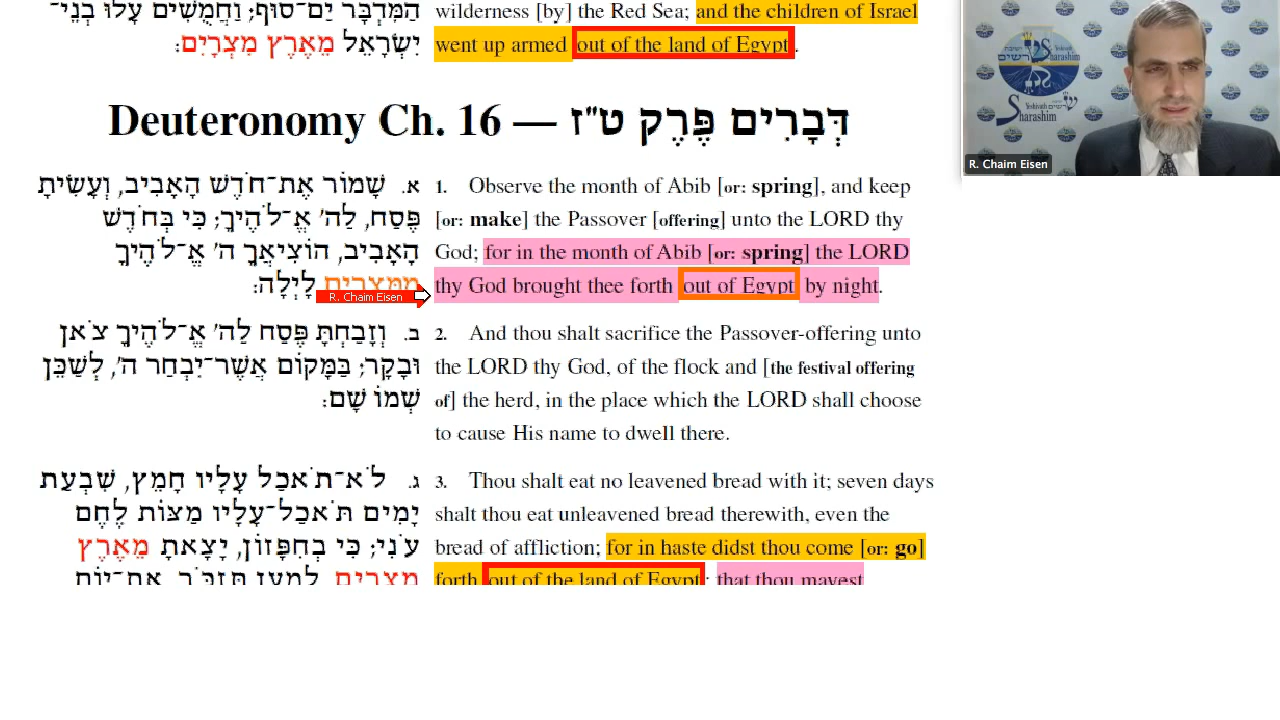 הַמִּדְבָּר יַם־סוּף; וַחֲמֻשִׁים עָלוּ בְנֵי־
יִשְׂרָאֵל מֵאֶרֶץ מִצְרָיִם:
wilderness [by] the Red Sea; and the children of Israel
went up armed out of the land of Egypt.
Deuteronomy Ch. 16 — דְּבָרִים פֶּרֶק ט"ז
א. שָׁמוֹר אֶת־חֹדֶשׁ הָאָבִיב, וְעָשִׂיתָ
פֶּסַח, לַה' אֱ־לֹהֶיךָ; כִּי בְּחֹדֶשׁ
הָאָבִיב, הוֹצִיאֲךָ ה' אֱ־לֹהֶיךָ
מִמִּצְרַיִם לָיְלָה:
1. Observe the month of Abib [or: spring], and keep
[or: make] the Passover [offering] unto the LORD thy
God; for in the month of Abib [or: spring] the LORD
thy God brought thee forth out of Egypt by night.
R. Chaim Eisen
ב. וְזָבַחְתָּ פֶּסַח לַה' אֱ־לֹהֶיךָ צֹאן
וּבָקָר; בַּמָּקוֹם אֲשֶׁר־יִבְחַר ה', לְשַׁכֵּן
שְׁמוֹ שָׁם:
2. And thou shalt sacrifice the Passover-offering unto
the LORD thy God, of the flock and [the festival offering
of] the herd, in the place which the LORD shall choose
to cause His name to dwell there.
ג. לֹא־תֹאכַל עָלָיו חָמֵץ, שִׁבְעַת
יָמִים תֹּאכַל־עָלָיו מַצּוֹת לֶחֶם
עֹנִי; כִּי בְחִפָּזוֹן, יָצָאתָ מֵאֶרֶץ
מִצְרַיִם לְמַעַן תִּזְכֹּר אֶת־יוֹם
3. Thou shalt eat no leavened bread with it; seven days
shalt thou eat unleavened bread therewith, even the
bread of affliction; for in haste didst thou come [or: go]
forth out of the land of Egypt; that thou mayest
ישיבת
שרשים
Yeshivath
Sharashim
R. Chaim Eisen